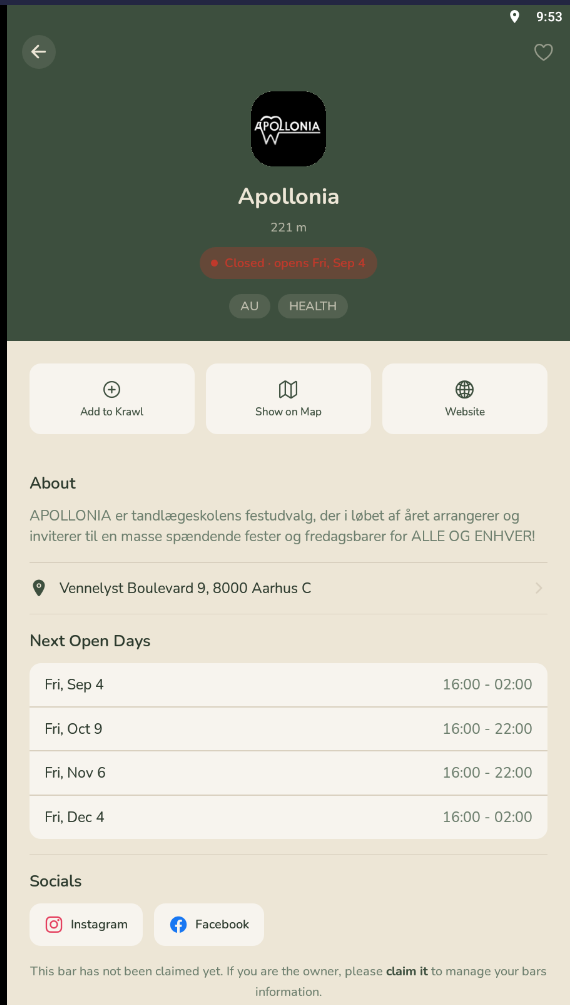 9:53
APOLLONIA
Apollonia
221 m
Closed · opens Fri, Sep 4
AU HEALTH
Add to Krawl Show on Map Website
About
APOLLONIA er tandlægeskolens festudvalg, der i løbet af året arrangerer og
inviterer til en masse spændende fester og fredagsbarer for ALLE OG ENHVER!
Vennelyst Boulevard 9, 8000 Aarhus C
Next Open Days
Fri, Sep 4 16:00 - 02:00
Fri, Oct 9 16:00 - 22:00
Fri, Nov 6 16:00 - 22:00
Fri, Dec 4 16:00 - 02:00
Socials
Instagram Facebook
This bar has not been claimed yet. If you are the owner, please claim it to manage your bars
information.